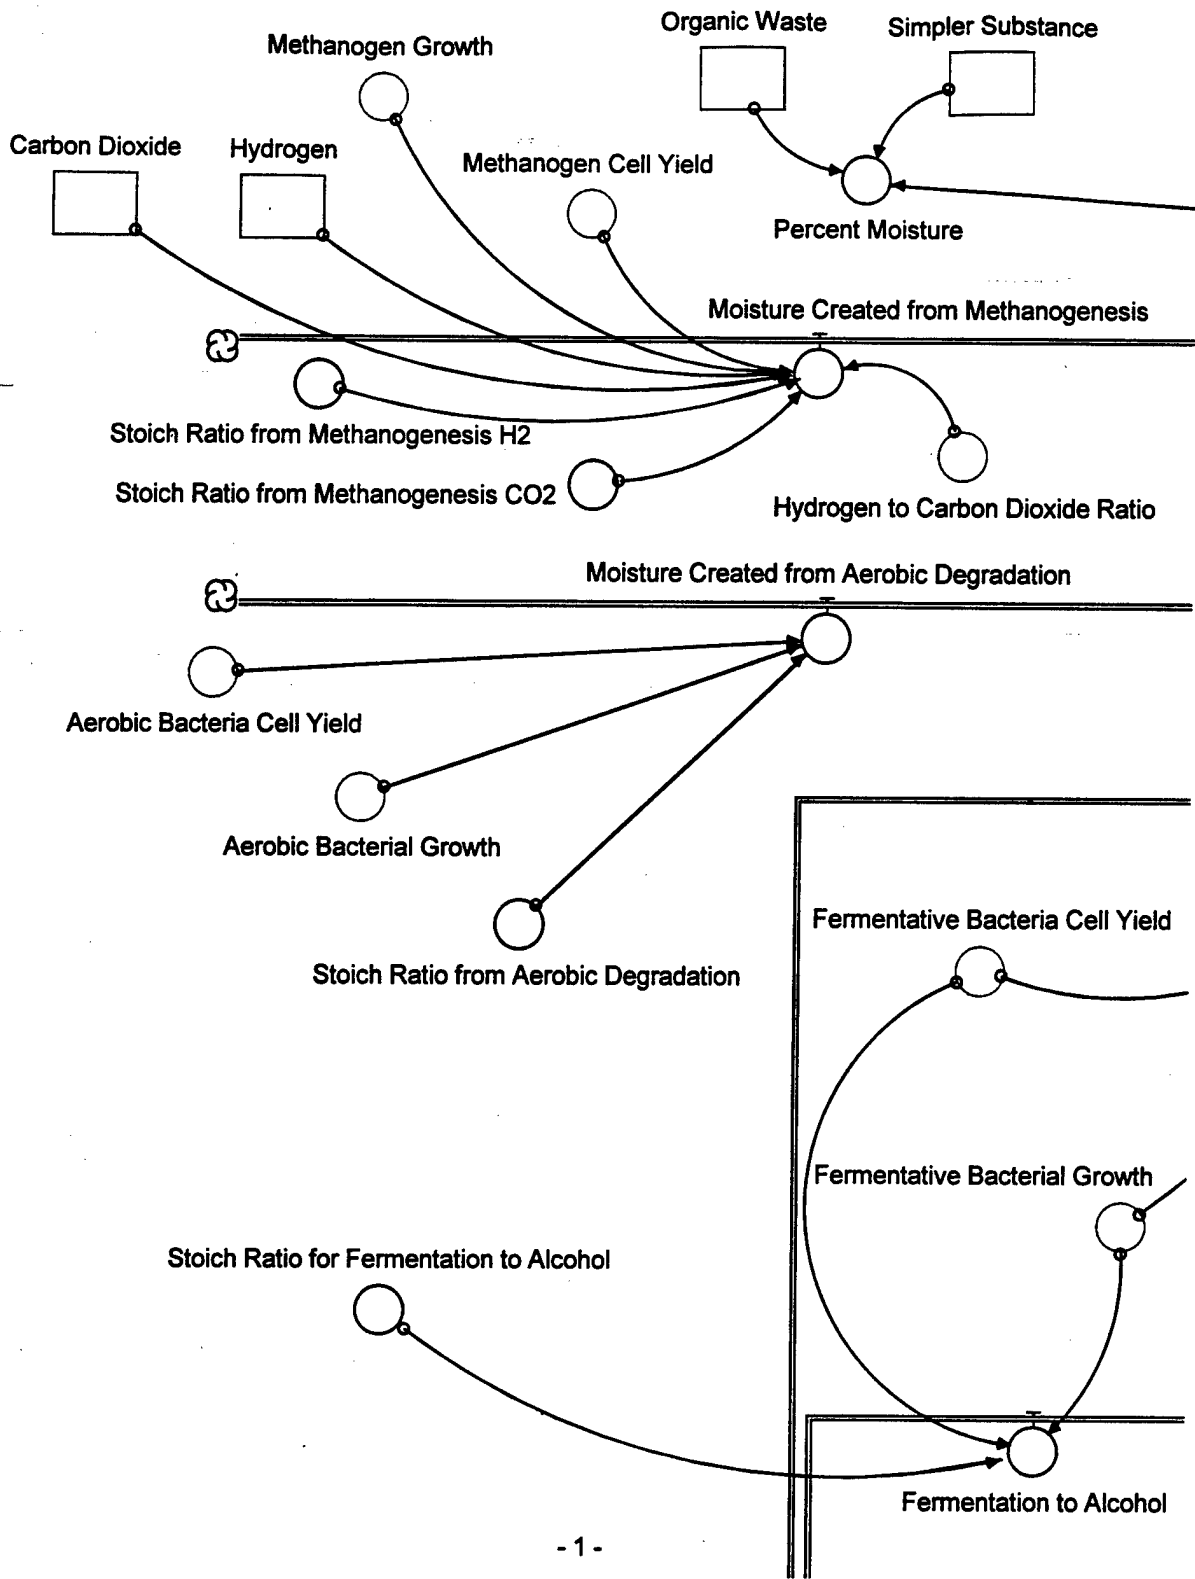 Organic Waste
Simpler Substance
Methanogen Growth
Carbon Dioxide
Hydrogen
Methanogen Cell Yield
Percent Moisture
Moisture Created from Methanogenesis
Stoich Ratio from Methanogenesis H2
Stoich Ratio from Methanogenesis CO2
Hydrogen to Carbon Dioxide Ratio
Moisture Created from Aerobic Degradation
Aerobic Bacteria Cell Yield
Aerobic Bacterial Growth
Fermentative Bacteria Cell Yield
Stoich Ratio from Aerobic Degradation
Fermentative Bacterial Growth
Stoich Ratio for Fermentation to Alcohol
Fermentation to Alcohol
- 1 -